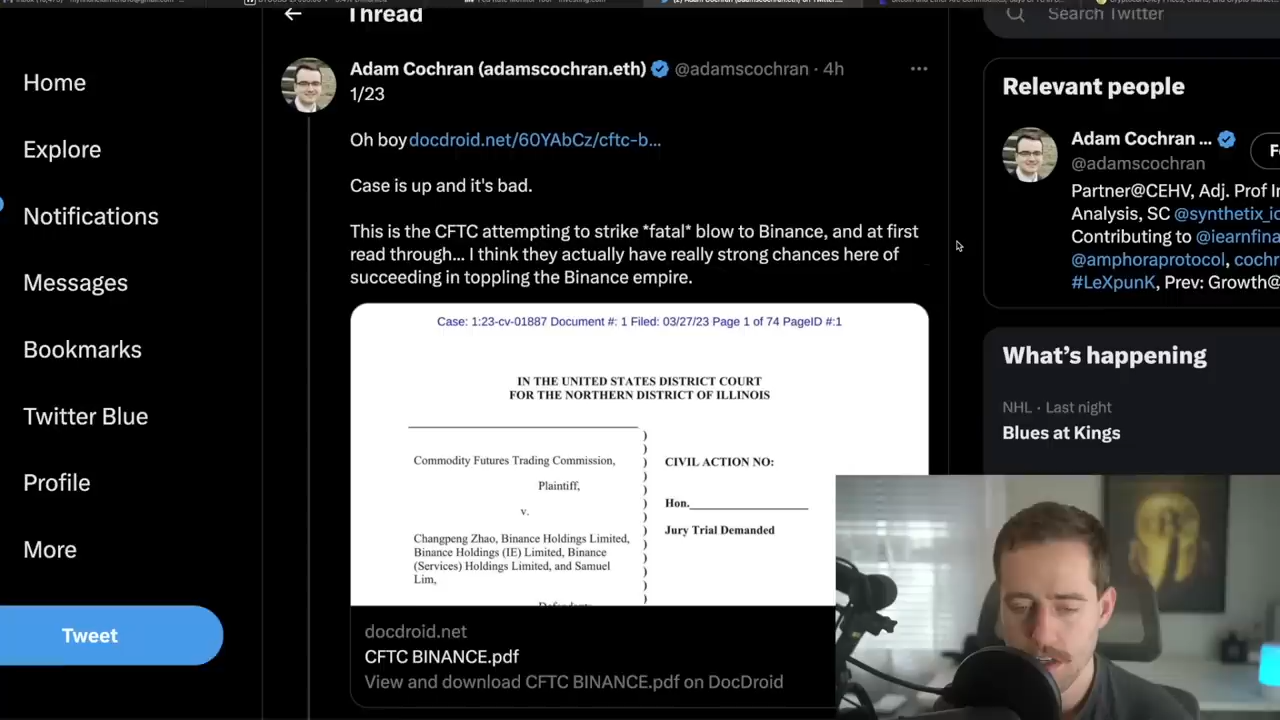 Thread
Search Twitter
Home
Explore
Notifications
Messages
Bookmarks
Twitter Blue
Profile
More
Tweet
Adam Cochran (adamscochran.eth) @adamscochran · 4h
1/23
Oh boy docdroid.net/60YAbCz/cftc-b...
Case is up and it's bad.
This is the CFTC attempting to strike *fatal* blow to Binance, and at first
read through... I think they actually have really strong chances here of
succeeding in toppling the Binance empire.
Case: 1:23-cv-01887 Document #: 1 Filed: 03/27/23 Page 1 of 74 PageID #:1
IN THE UNITED STATES DISTRICT COURT
FOR THE NORTHERN DISTRICT OF ILLINOIS
Commodity Futures Trading Commission,
Plaintiff,
v.
Changpeng Zhao, Binance Holdings Limited,
Binance Holdings (IE) Limited, Binance
(Services) Holdings Limited, and Samuel
Lim,
CIVIL ACTION NO:
Hon.
Jury Trial Demanded
docdroid.net
CFTC BINANCE.pdf
View and download CFTC BINANCE.pdf on DocDroid
Relevant people
Adam Cochran ...
@adamscochran
Partner@CEHV, Adj. Prof In
Analysis, SC @synthetix_io
Contributing to @iearnfina
@amphoraprotocol, cochr
#LeXpunK, Prev: Growth@
What's happening
NHL · Last night
Blues at Kings